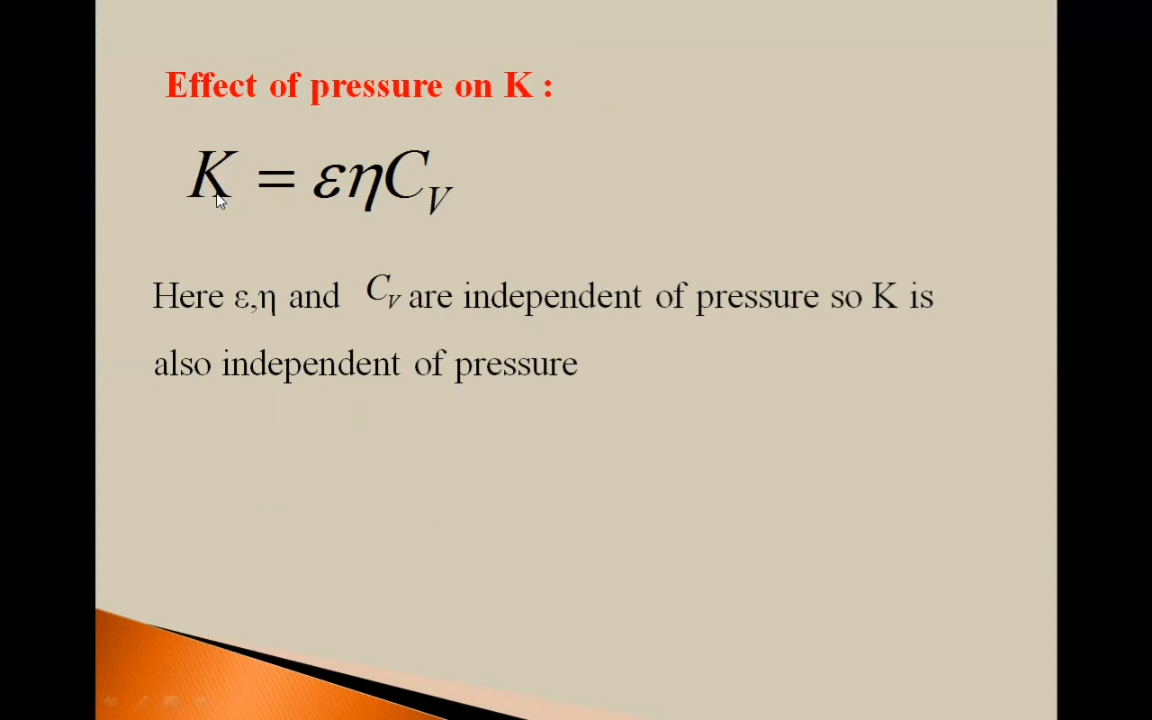 Effect of pressure on K :
K = εηC_V
Here ε,η and C_V are independent of pressure so K is
also independent of pressure